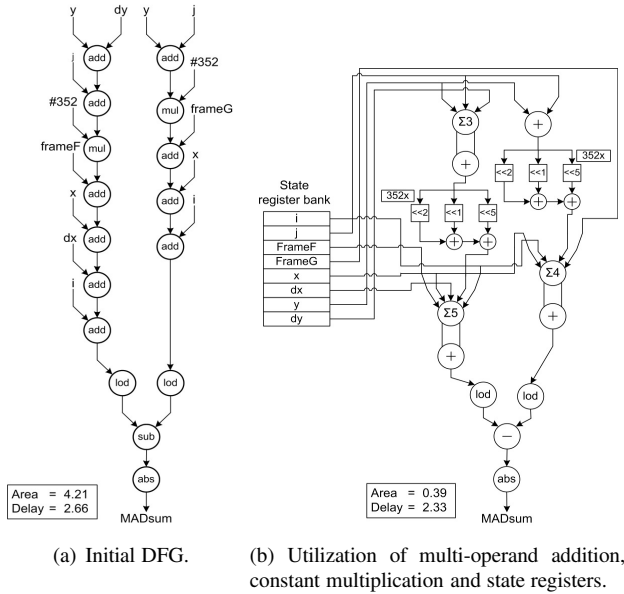 y dy y j
add add
j #352
add mul
#352 frameG
mul add
frameF x
add add
x i
add add
dx
add
i
add
lod lod
sub
abs
MADsum
Area = 4.21
Delay = 2.66
(a) Initial DFG.
Σ3 +
+ 352x
<<2 <<1 <<5
+ +
352x
<<2 <<1 <<5
+ +
State
register bank
i
j
FrameF
FrameG
x
dx
y
dy
Σ4
Σ5
+
+
lod lod
−
abs
MADsum
Area = 0.39
Delay = 2.33
(b) Utilization of multi-operand addition,
constant multiplication and state registers.